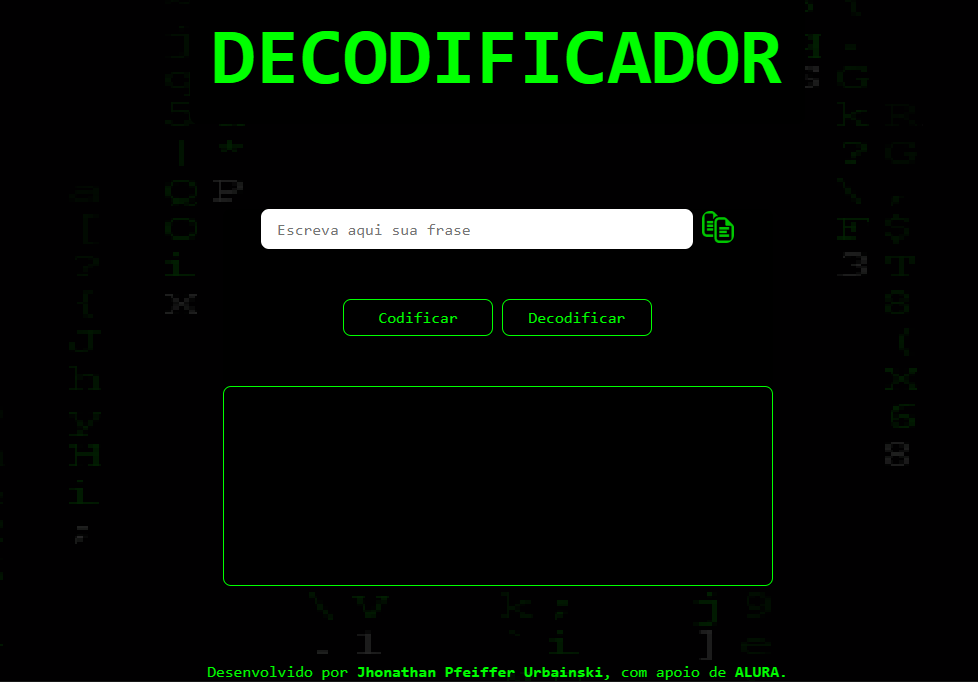 DECODIFICADOR
Escreva aqui sua frase
Codificar
Decodificar
Desenvolvido por Jhonathan Pfeiffer Urbainski, com apoio de ALURA.